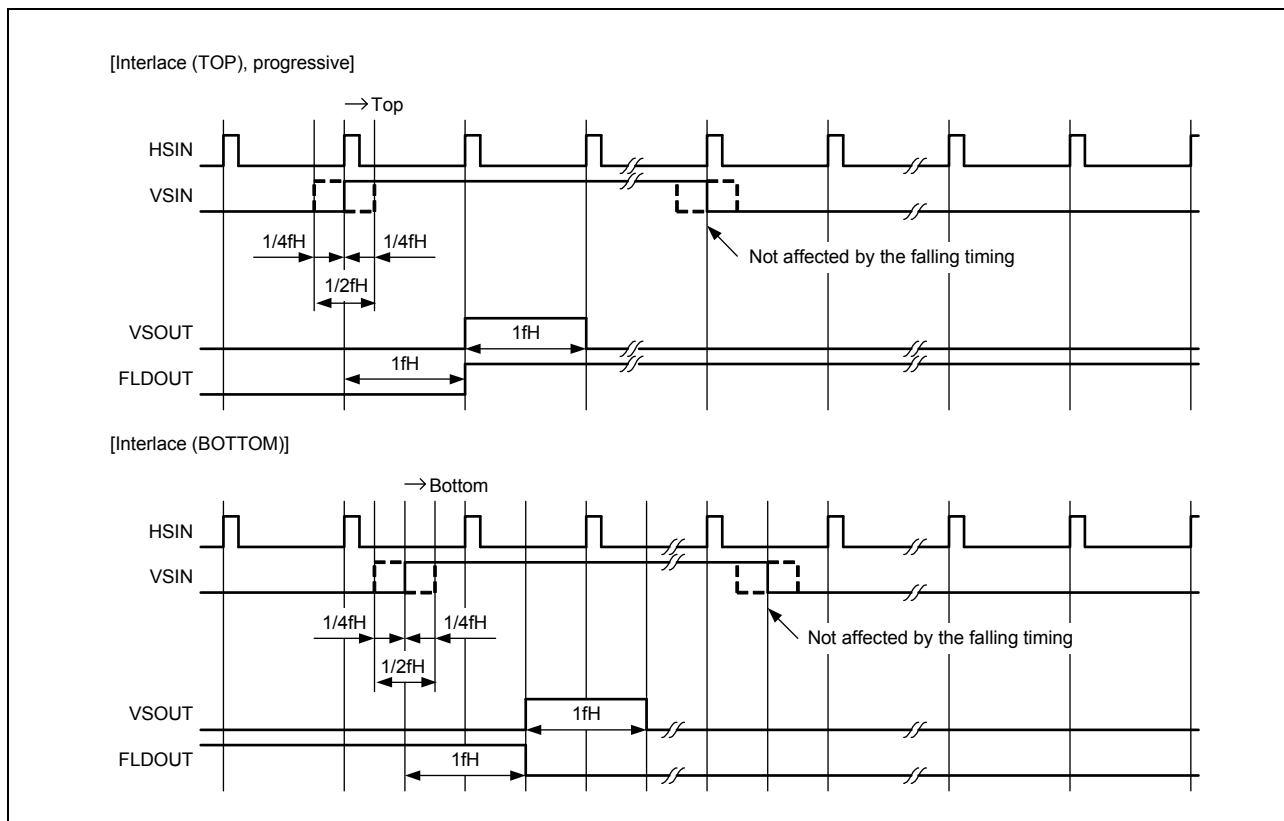 [Interlace (TOP), progressive]
→Top
HSIN
VSIN
1/4fH 1/4fH
Not affected by the falling timing
1/2fH
VSOUT
1fH
FLDOUT
1fH
[Interlace (BOTTOM)]
→Bottom
HSIN
VSIN
1/4fH 1/4fH
Not affected by the falling timing
1/2fH
VSOUT
1fH
FLDOUT
1fH